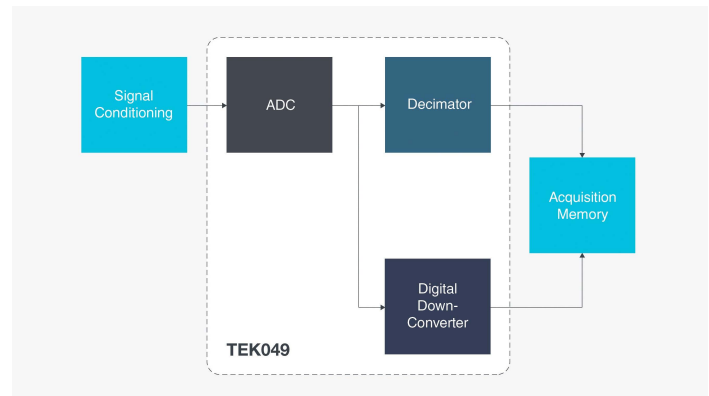 Signal
Conditioning
ADC
Decimator
Acquisition
Memory
Digital
Down-
Converter
TEK049